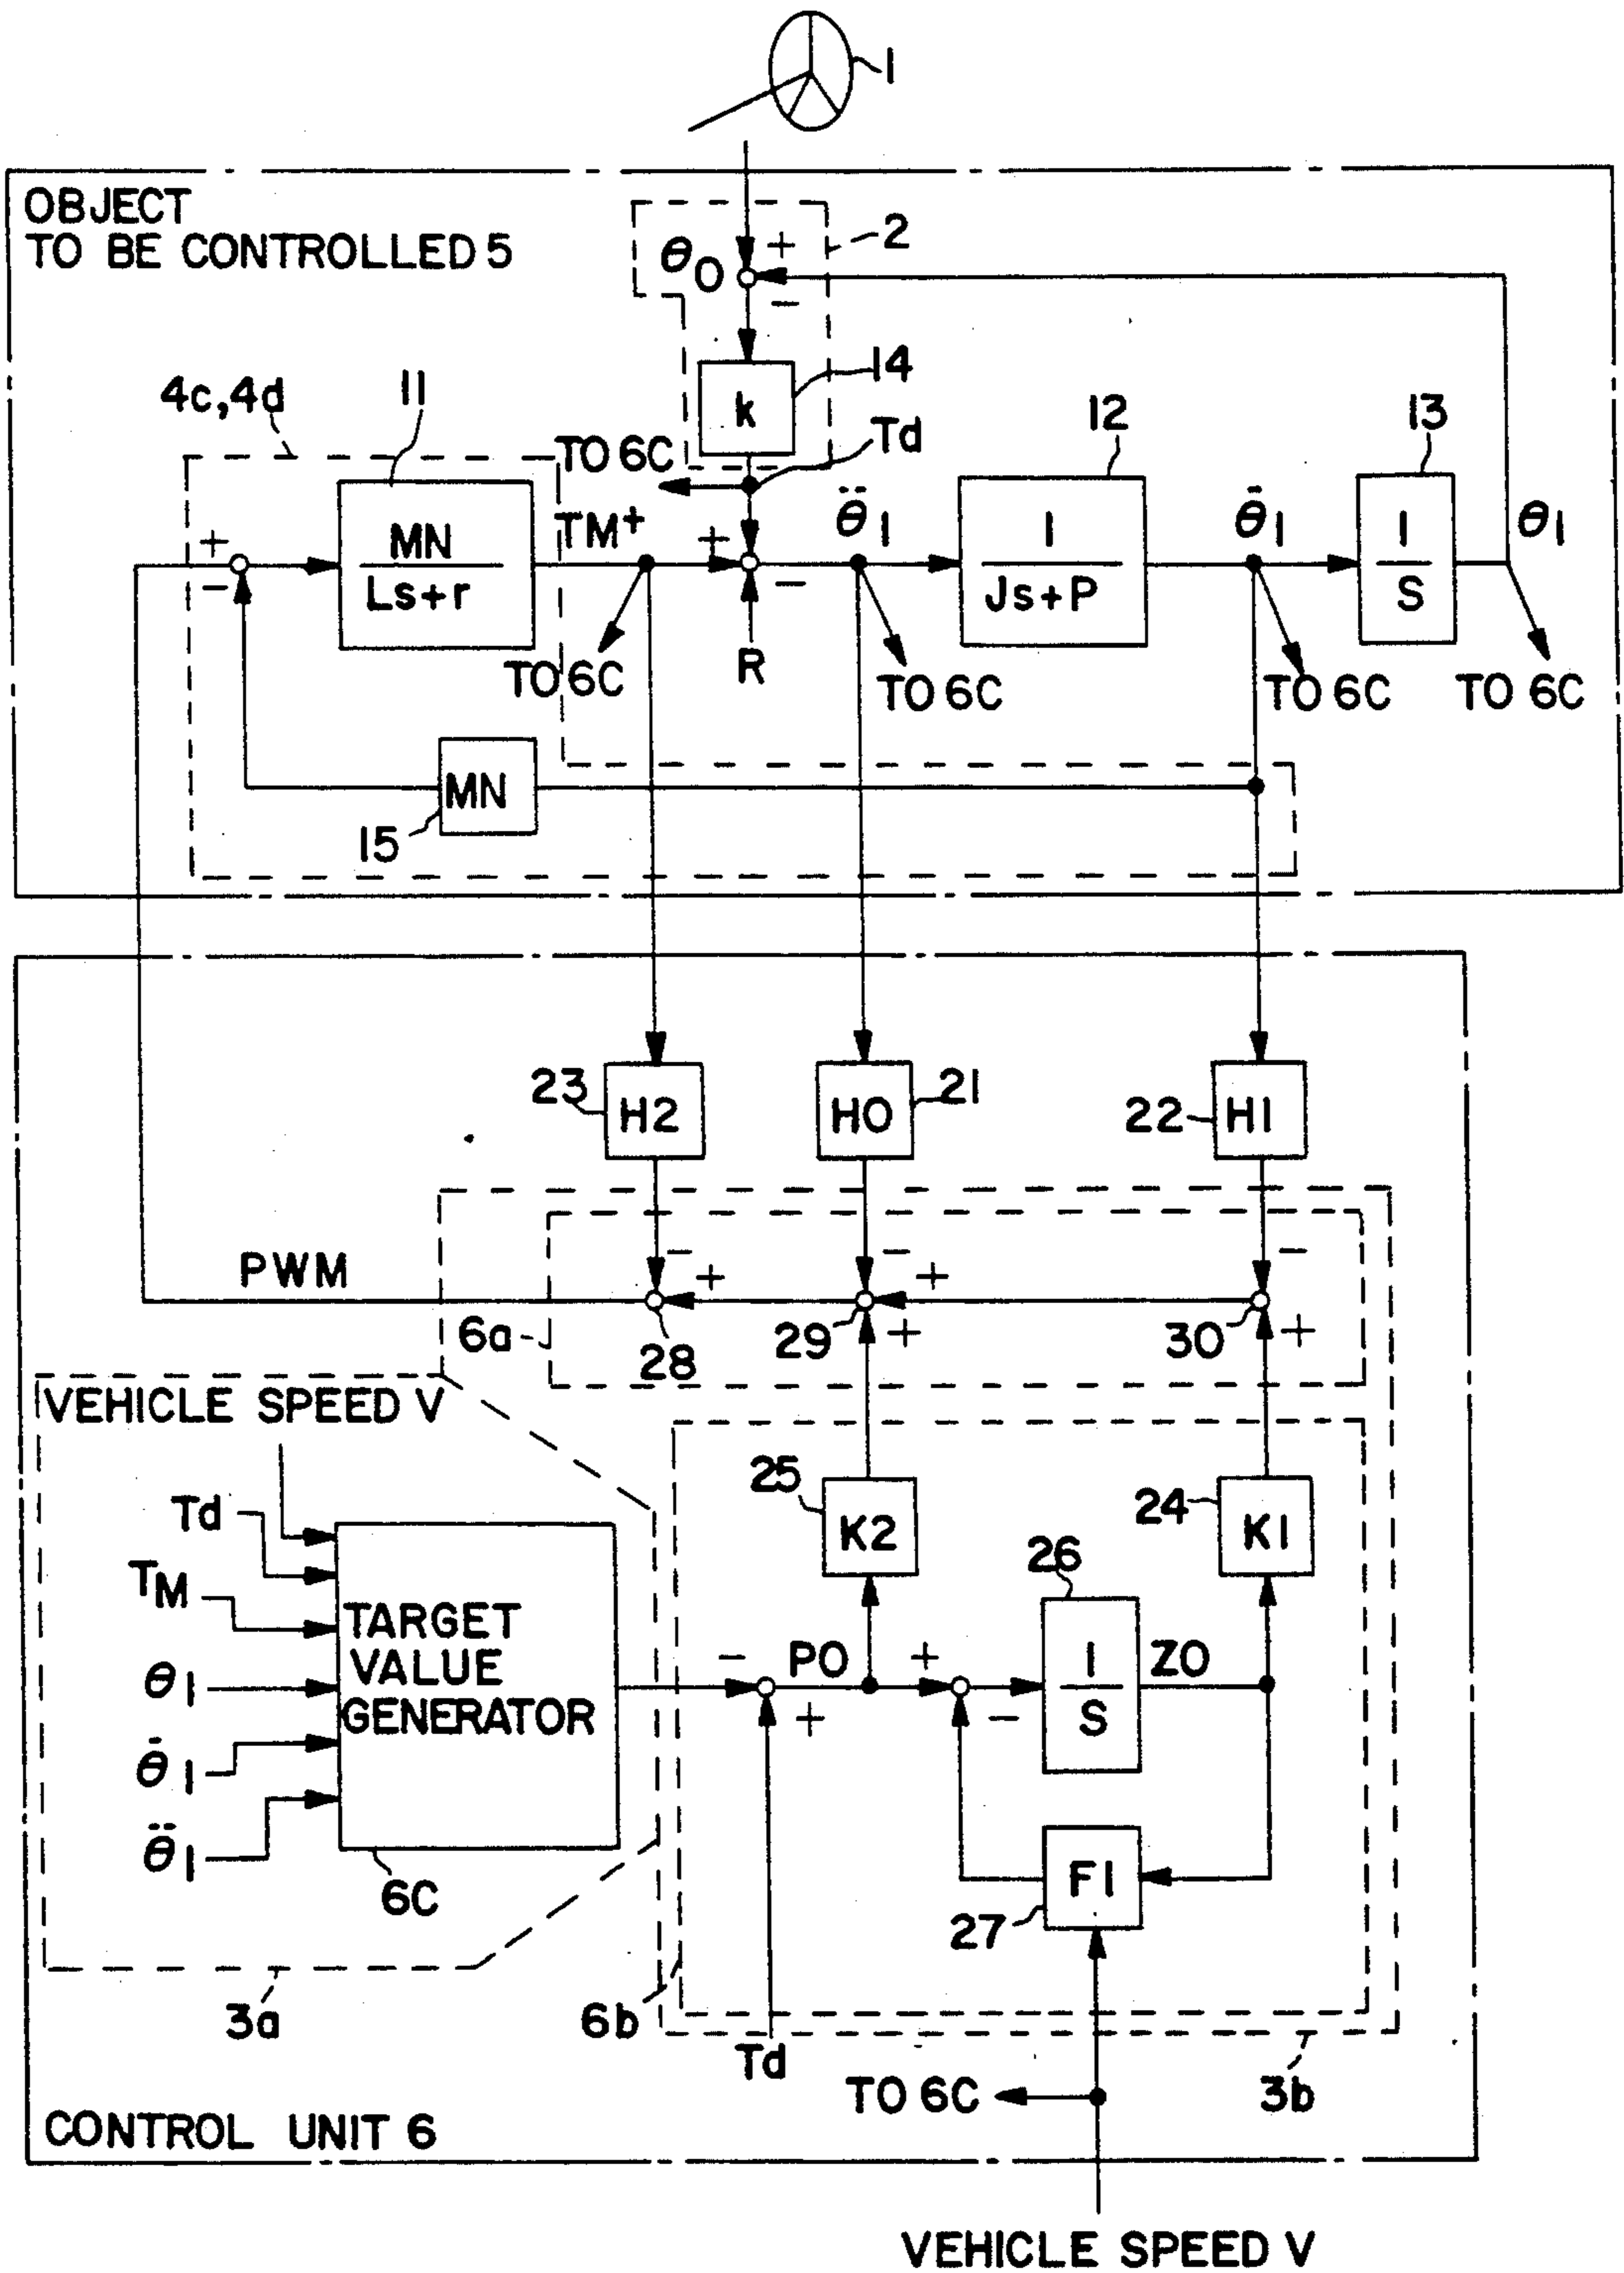 1
OBJECT
TO BE CONTROLLED 5
θ0
+
2
−
4c, 4d
11
k
14
TO 6C
Td
12
13
+
−
MN
Ls+r
TM+
+
−
θ̈1
1
Js+P
θ̇1
1
S
θ1
TO 6C
R
TO 6C
TO 6C
TO 6C
MN
15
23
H2
H0
21
22
H1
PWM
−
+
−
+
−
6a
28
29
+
30
+
VEHICLE SPEED V
25
K2
24
K1
Td
TM
θ1
θ̇1
θ̈1
TARGET
VALUE
GENERATOR
6C
−
P0
+
+
−
26
1
S
Z0
F1
27
3a
6b
Td
TO 6C
3b
CONTROL UNIT 6
VEHICLE SPEED V